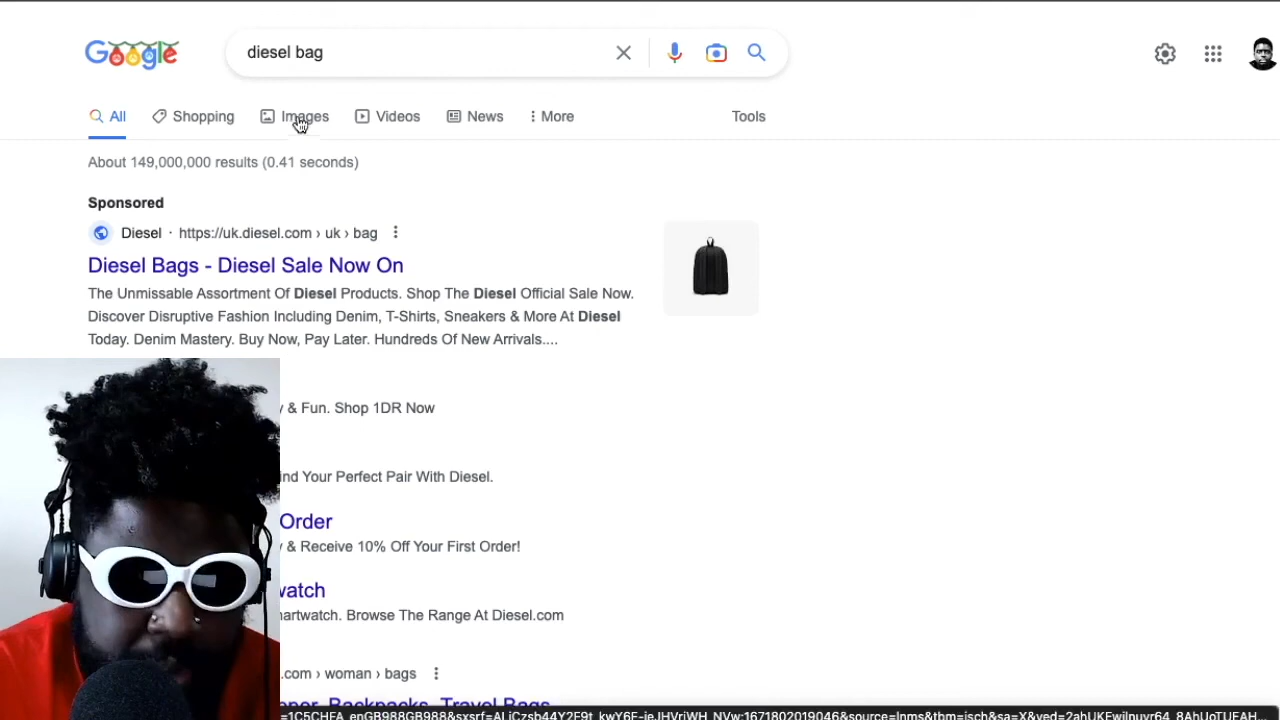 Google
diesel bag
All Shopping Images Videos News More Tools
About 149,000,000 results (0.41 seconds)
Sponsored
Diesel · https://uk.diesel.com › uk › bag
Diesel Bags - Diesel Sale Now On
The Unmissable Assortment Of Diesel Products. Shop The Diesel Official Sale Now.
Discover Disruptive Fashion Including Denim, T-Shirts, Sneakers & More At Diesel
Today. Denim Mastery. Buy Now, Pay Later. Hundreds Of New Arrivals....
& Fun. Shop 1DR Now
ind Your Perfect Pair With Diesel.
Order
& Receive 10% Off Your First Order!
watch
martwatch. Browse The Range At Diesel.com
.com › woman › bags
Backpacks, Travel Bags